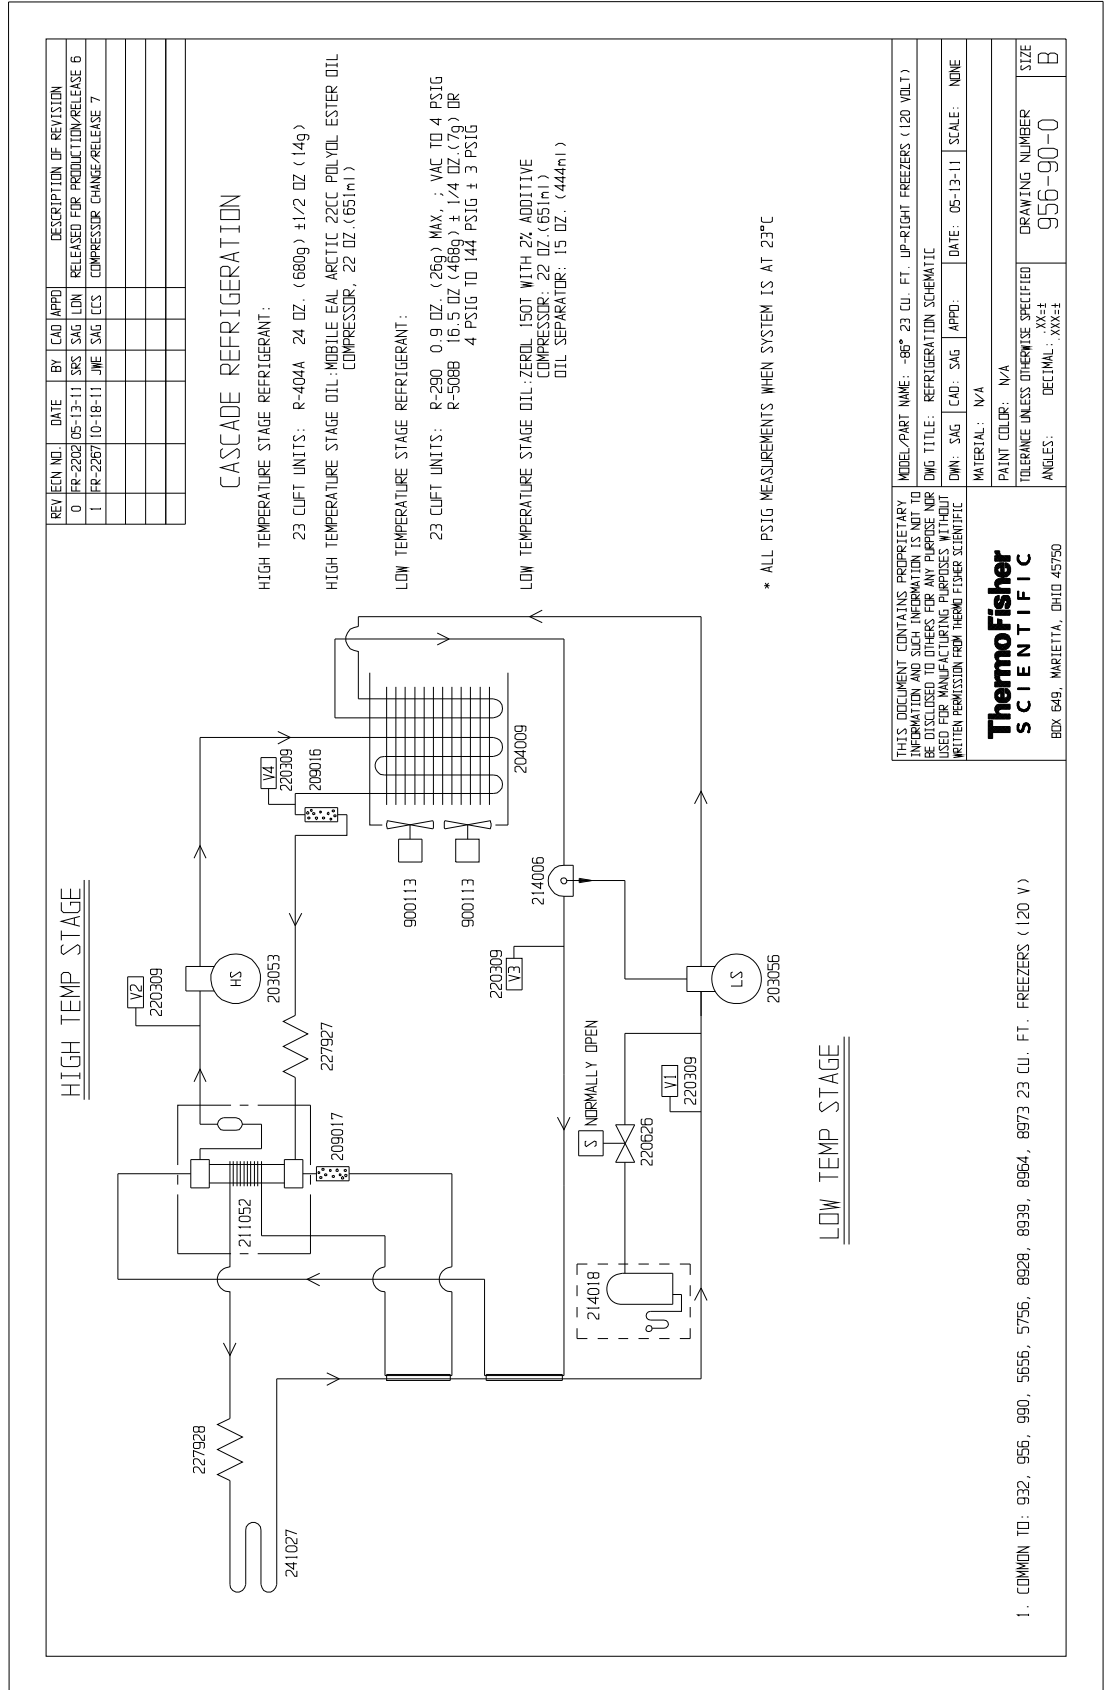 REV ECN NO. DATE BY CAD APPD DESCRIPTION OF REVISION
0 FR-2202 05-13-11 SRS SAG LDN RELEASED FOR PRODUCTION/RELEASE 6
1 FR-2267 10-18-11 JWE SAG CCS COMPRESSOR CHANGE/RELEASE 7
HIGH TEMP STAGE
CASCADE REFRIGERATION
HIGH TEMPERATURE STAGE REFRIGERANT:
23 CUFT UNITS: R-404A 24 OZ. (680g) ±1/2 OZ (14g)
HIGH TEMPERATURE STAGE OIL:MOBILE EAL ARCTIC 22CC POLYOL ESTER OIL
COMPRESSOR, 22 OZ.(651ml)
LOW TEMPERATURE STAGE REFRIGERANT:
23 CUFT UNITS: R-290 0.9 OZ. (26g) MAX, ; VAC TO 4 PSIG
R-508B 16.5 OZ (468g) ± 1/4 OZ.(7g) OR
4 PSIG TO 144 PSIG ± 3 PSIG
LOW TEMPERATURE STAGE OIL:ZEROL 150T WITH 2% ADDITIVE
COMPRESSOR: 22 OZ.(651ml)
OIL SEPARATOR: 15 OZ. (444ml)
* ALL PSIG MEASUREMENTS WHEN SYSTEM IS AT 23°C
V2
220309
HS
203053
V4
220309
209016
227927
209017
211052
227928
241027
900113
900113
204009
214006
220309
V3
S NORMALLY OPEN
220626
214018
V1
220309
LS
203056
LOW TEMP STAGE
1. COMMON TO: 932, 956, 990, 5656, 5756, 8928, 8939, 8964, 8973 23 CU. FT. FREEZERS (120 V)
THIS DOCUMENT CONTAINS PROPRIETARY
INFORMATION AND SUCH INFORMATION IS NOT TO
BE DISCLOSED TO OTHERS FOR ANY PURPOSE NOR
USED FOR MANUFACTURING PURPOSES WITHOUT
WRITTEN PERMISSION FROM THERMO FISHER SCIENTIFIC
ThermoFisher
SCIENTIFIC
BOX 649, MARIETTA, OHIO 45750
MODEL/PART NAME: -86° 23 CU. FT. UP-RIGHT FREEZERS (120 VOLT)
DWG TITLE: REFRIGERATION SCHEMATIC
DWN: SAG CAD: SAG APPD: DATE: 05-13-11 SCALE: NONE
MATERIAL: N/A
PAINT COLOR: N/A
TOLERANCE UNLESS OTHERWISE SPECIFIED
ANGLES: DECIMAL: .XX=±
.XXX=±
DRAWING NUMBER
956-90-0
SIZE
B